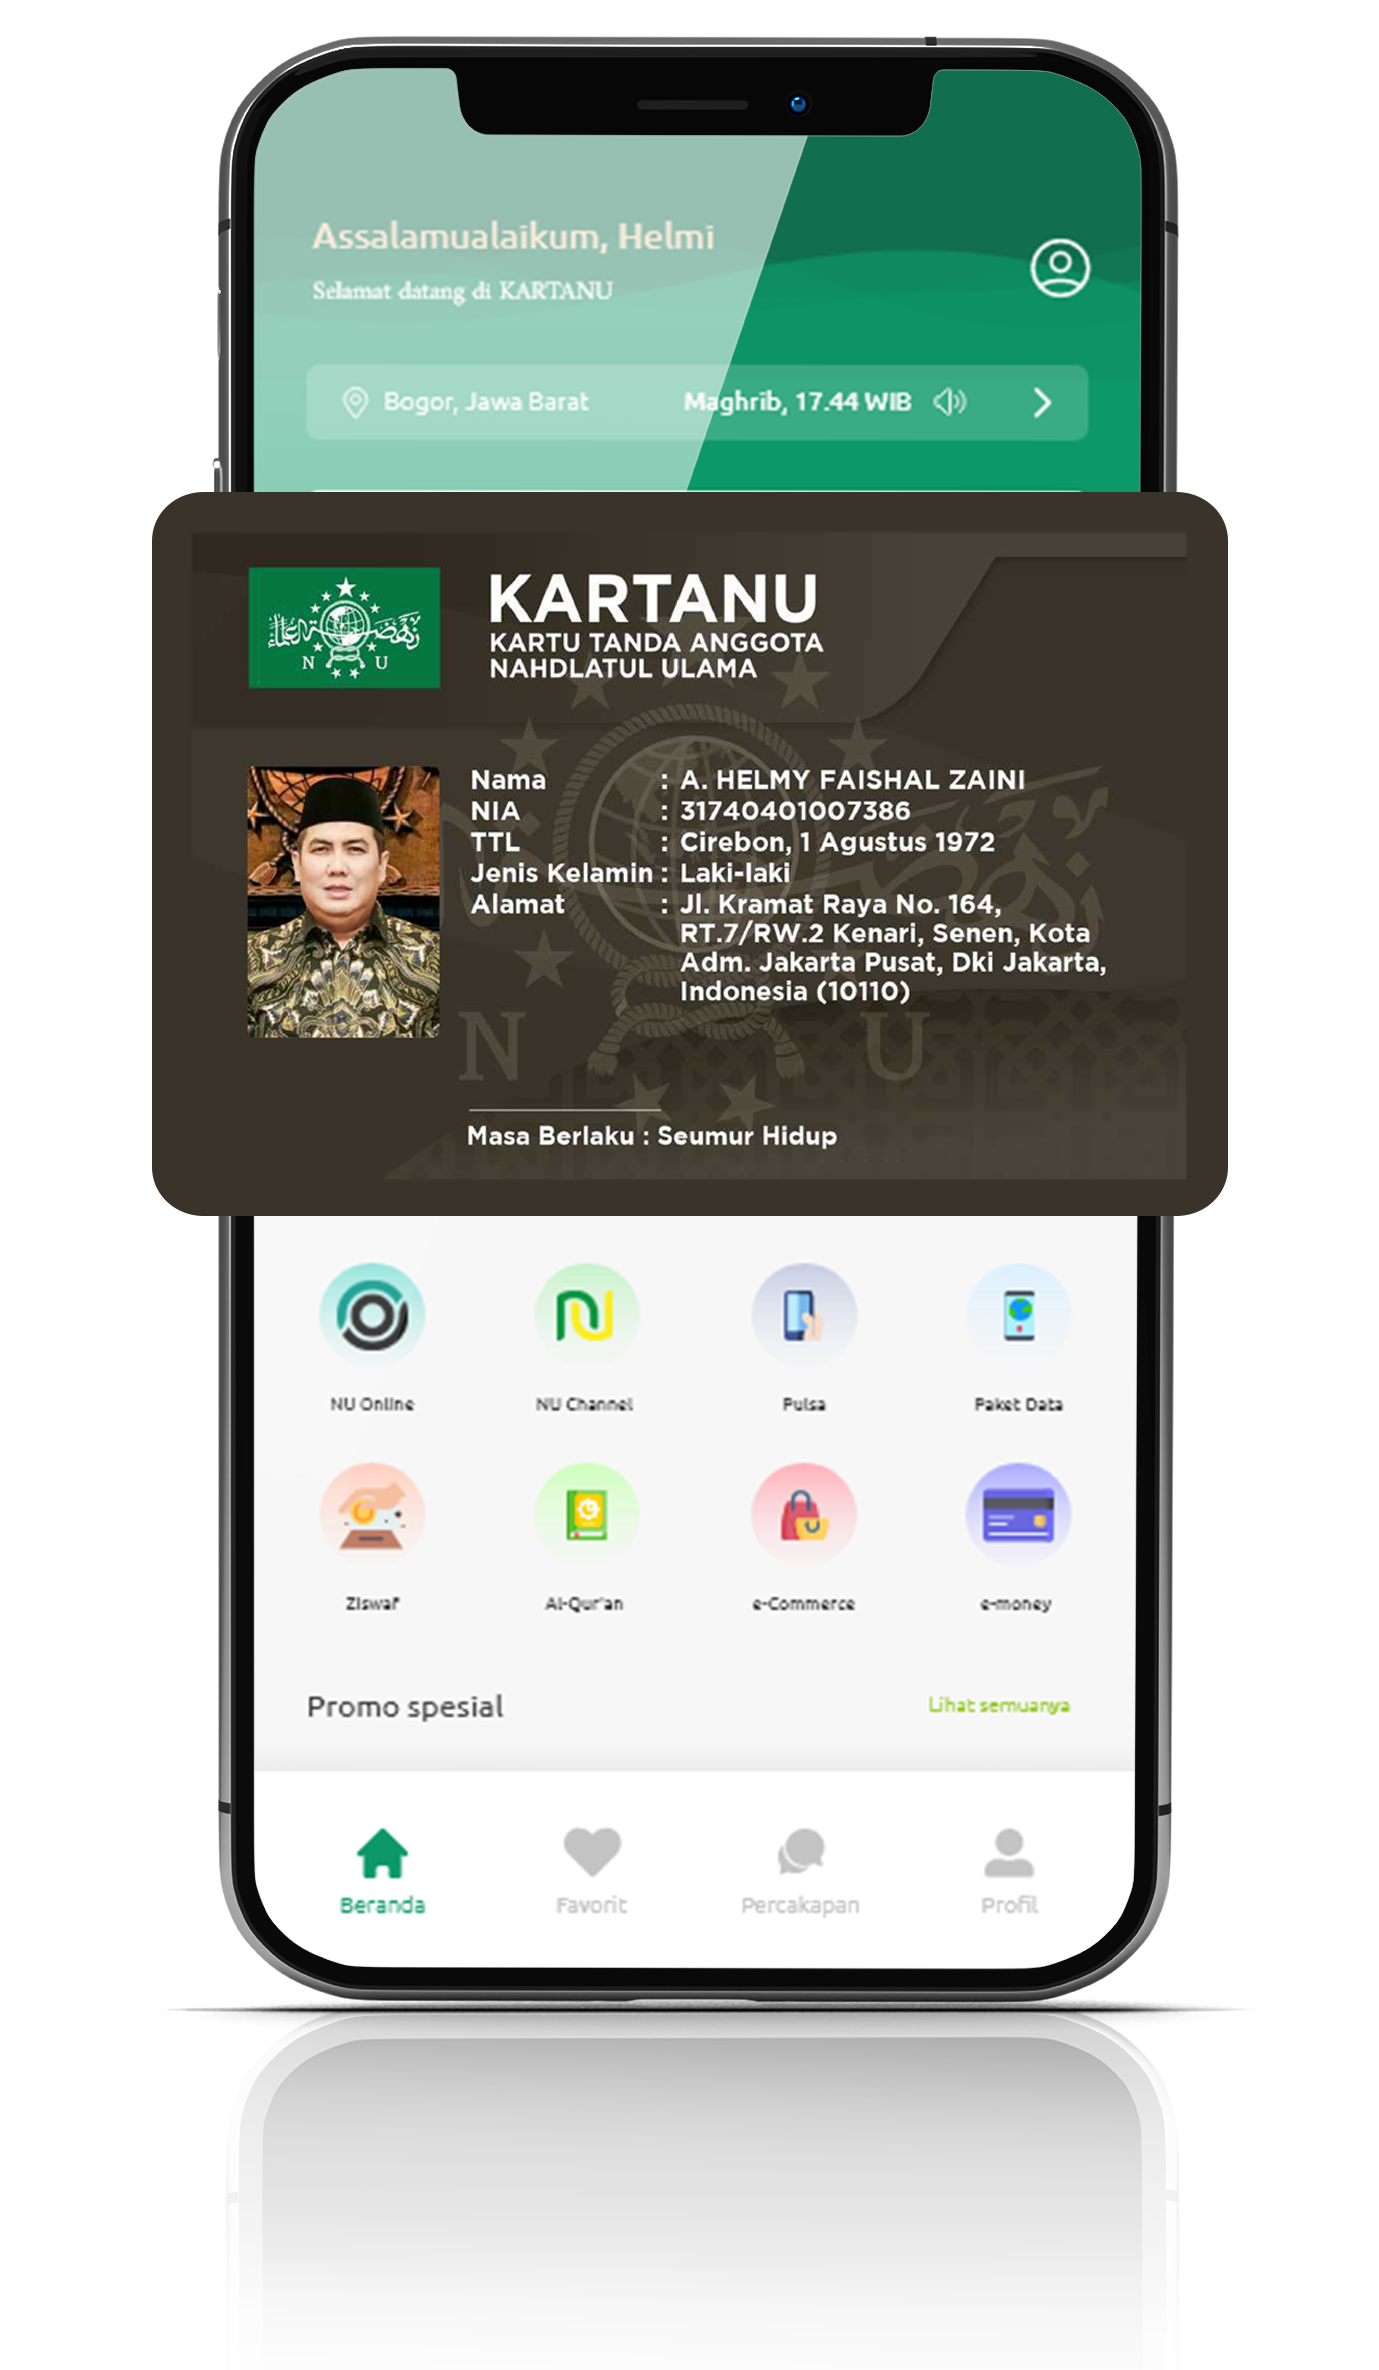 Assalamualaikum, Helmi
Selamat datang di KARTANU
Bogor, Jawa Barat Maghrib, 17.44 WIB
KARTANU
KARTU TANDA ANGGOTA
NAHDLATUL ULAMA
نهضة العلماء
N U
Nama : A. HELMY FAISHAL ZAINI
NIA : 31740401007386
TTL : Cirebon, 1 Agustus 1972
Jenis Kelamin : Laki-laki
Alamat : Jl. Kramat Raya No. 164,
RT.7/RW.2 Kenari, Senen, Kota
Adm. Jakarta Pusat, Dki Jakarta,
Indonesia (10110)
N U
Masa Berlaku : Seumur Hidup
NU Online NU Channel Pulsa Paket Data
Ziswaf Al-Qur'an e-Commerce e-money
Promo spesial Lihat semuanya
Beranda Favorit Percakapan Profil